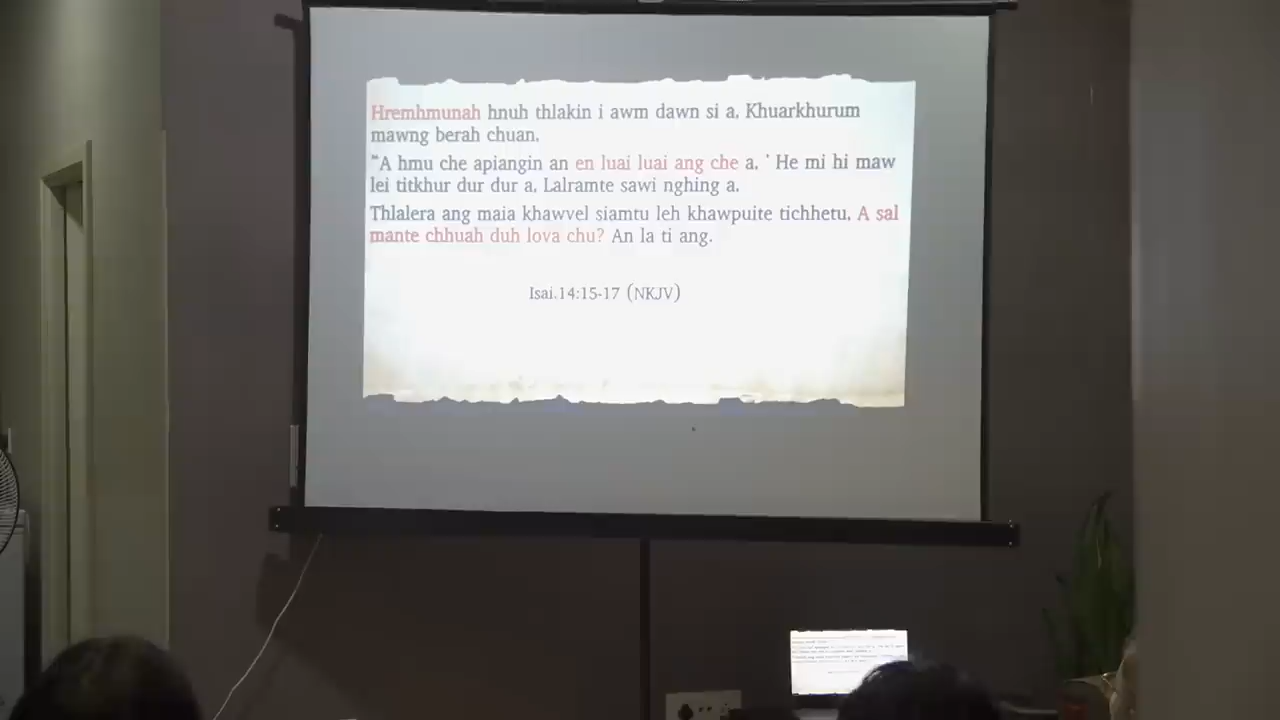 Hremhmunah hnuh thlakin i awm dawn si a, Khuarkhurum
mawng berah chuan.
"A hmu che apiangin an en luai luai ang che a, ' He mi hi maw
lei titkhur dur dur a, Lalramte sawi nghing a.
Thlalera ang maia khawvel siamtu leh khawpuite tichhetu, A sal
mante chhuah duh lova chu? An la ti ang.
Isai.14:15-17 (NKJV)